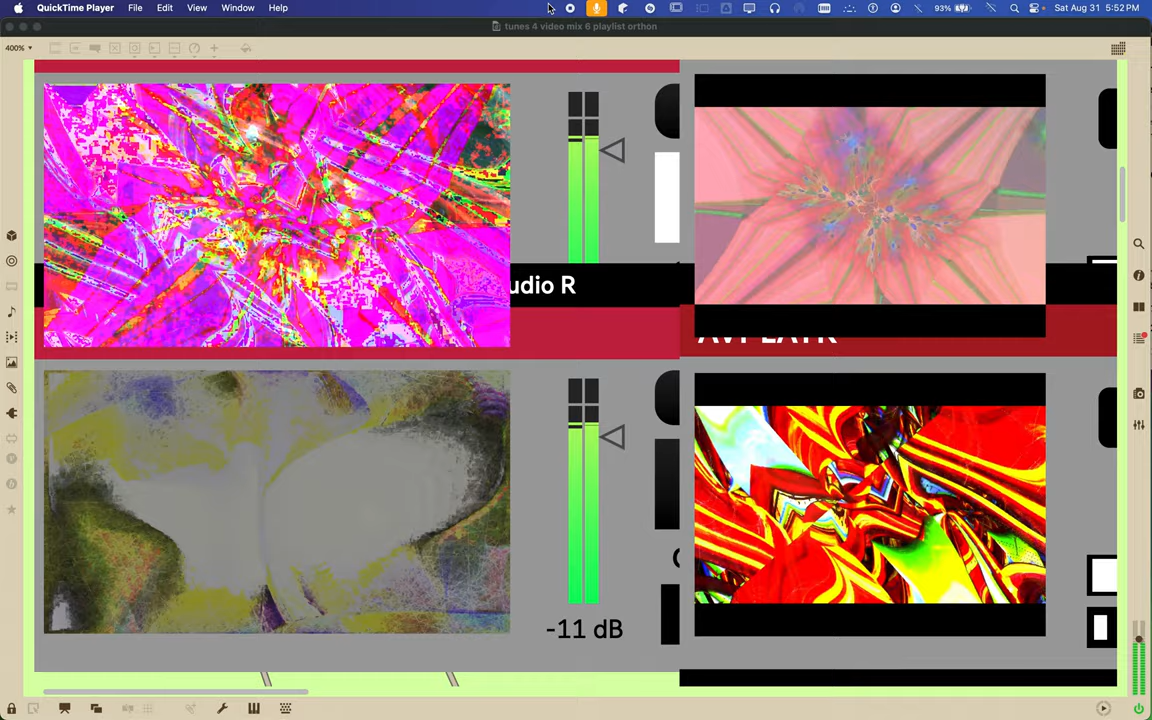 QuickTime Player File Edit View Window Help 93% Sat Aug 31 5:52 PM
tunes 4 video mix 6 playlist orthon
400%
udio R
-11 dB